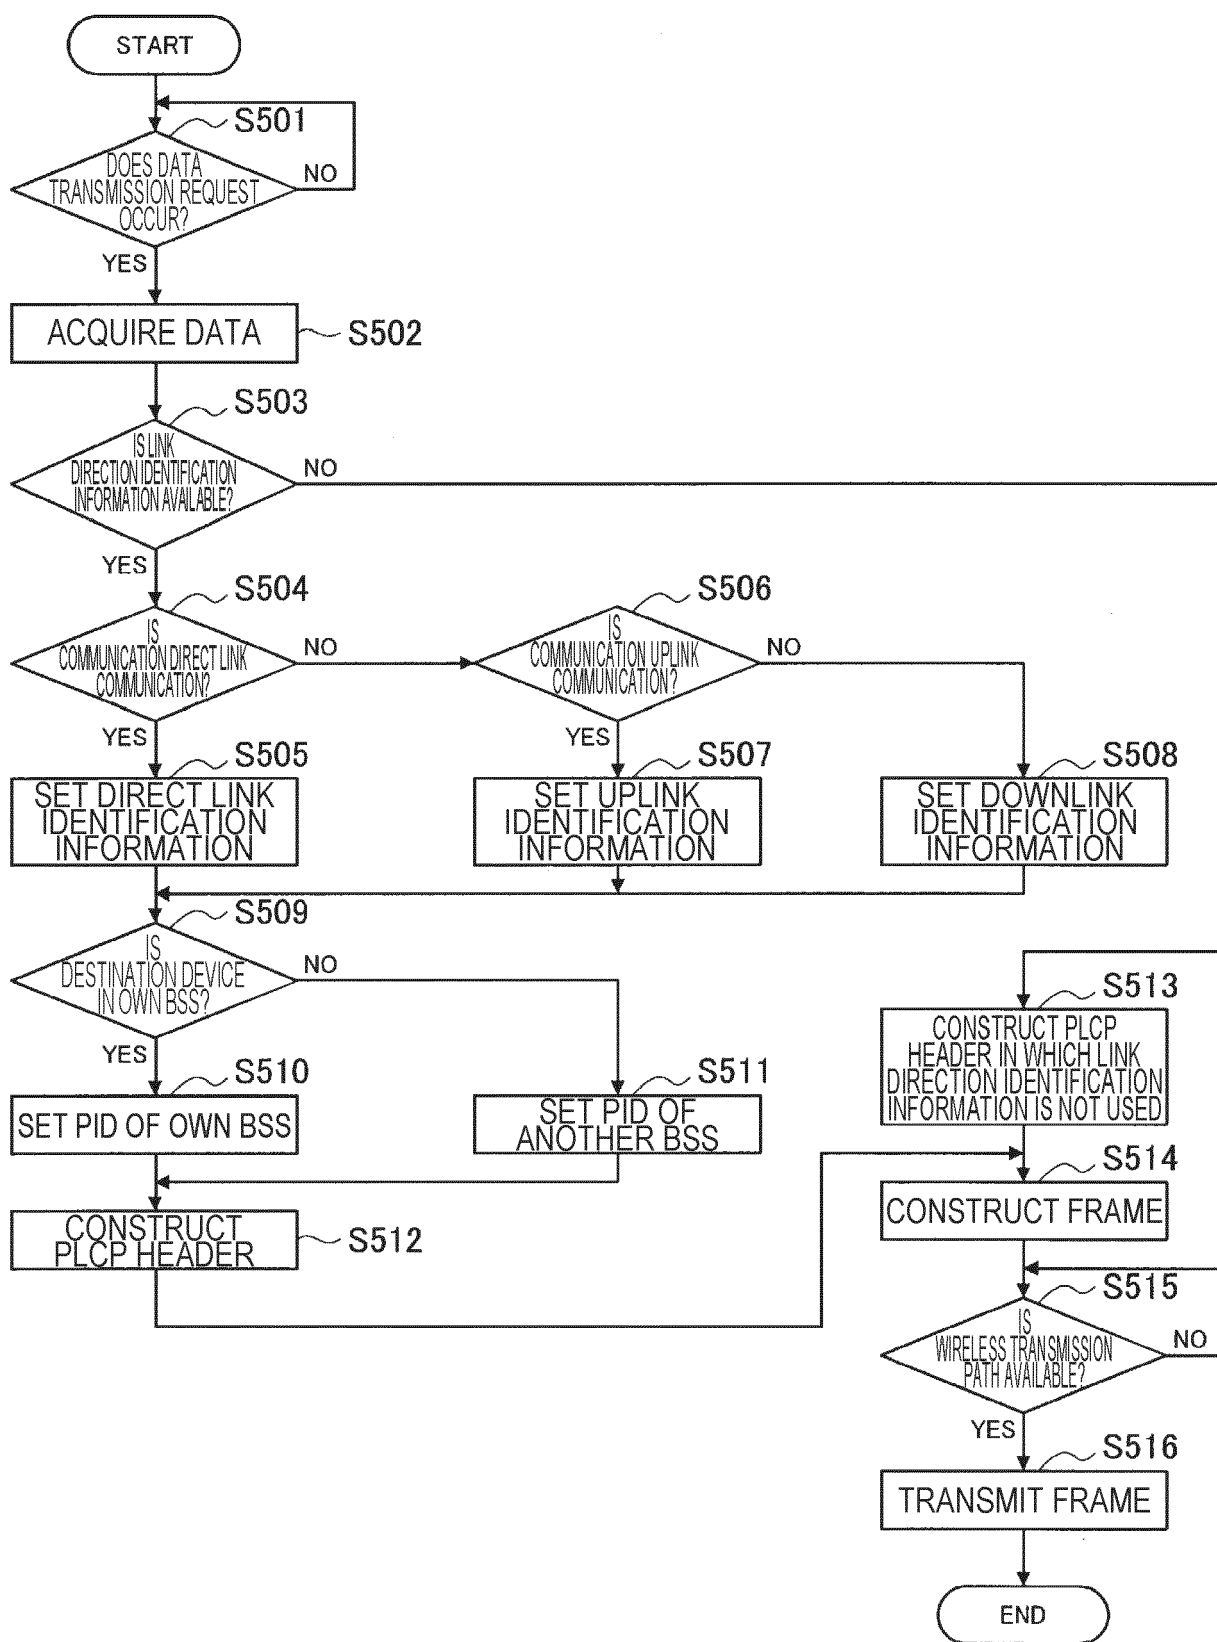 START
S501
DOES DATA
TRANSMISSION REQUEST
OCCUR?
NO
YES
ACQUIRE DATA
S502
S503
IS LINK
DIRECTION IDENTIFICATION
INFORMATION AVAILABLE?
NO
YES
S504
IS
COMMUNICATION DIRECT LINK
COMMUNICATION?
NO
YES
S506
IS
COMMUNICATION UPLINK
COMMUNICATION?
NO
YES
S505
SET DIRECT LINK
IDENTIFICATION
INFORMATION
S507
SET UPLINK
IDENTIFICATION
INFORMATION
S508
SET DOWNLINK
IDENTIFICATION
INFORMATION
S509
IS
DESTINATION DEVICE
IN OWN BSS?
NO
YES
S510
SET PID OF OWN BSS
S511
SET PID OF
ANOTHER BSS
CONSTRUCT
PLCP HEADER
S512
S513
CONSTRUCT PLCP
HEADER IN WHICH LINK
DIRECTION IDENTIFICATION
INFORMATION IS NOT USED
S514
CONSTRUCT FRAME
S515
IS
WIRELESS TRANSMISSION
PATH AVAILABLE?
NO
YES
S516
TRANSMIT FRAME
END